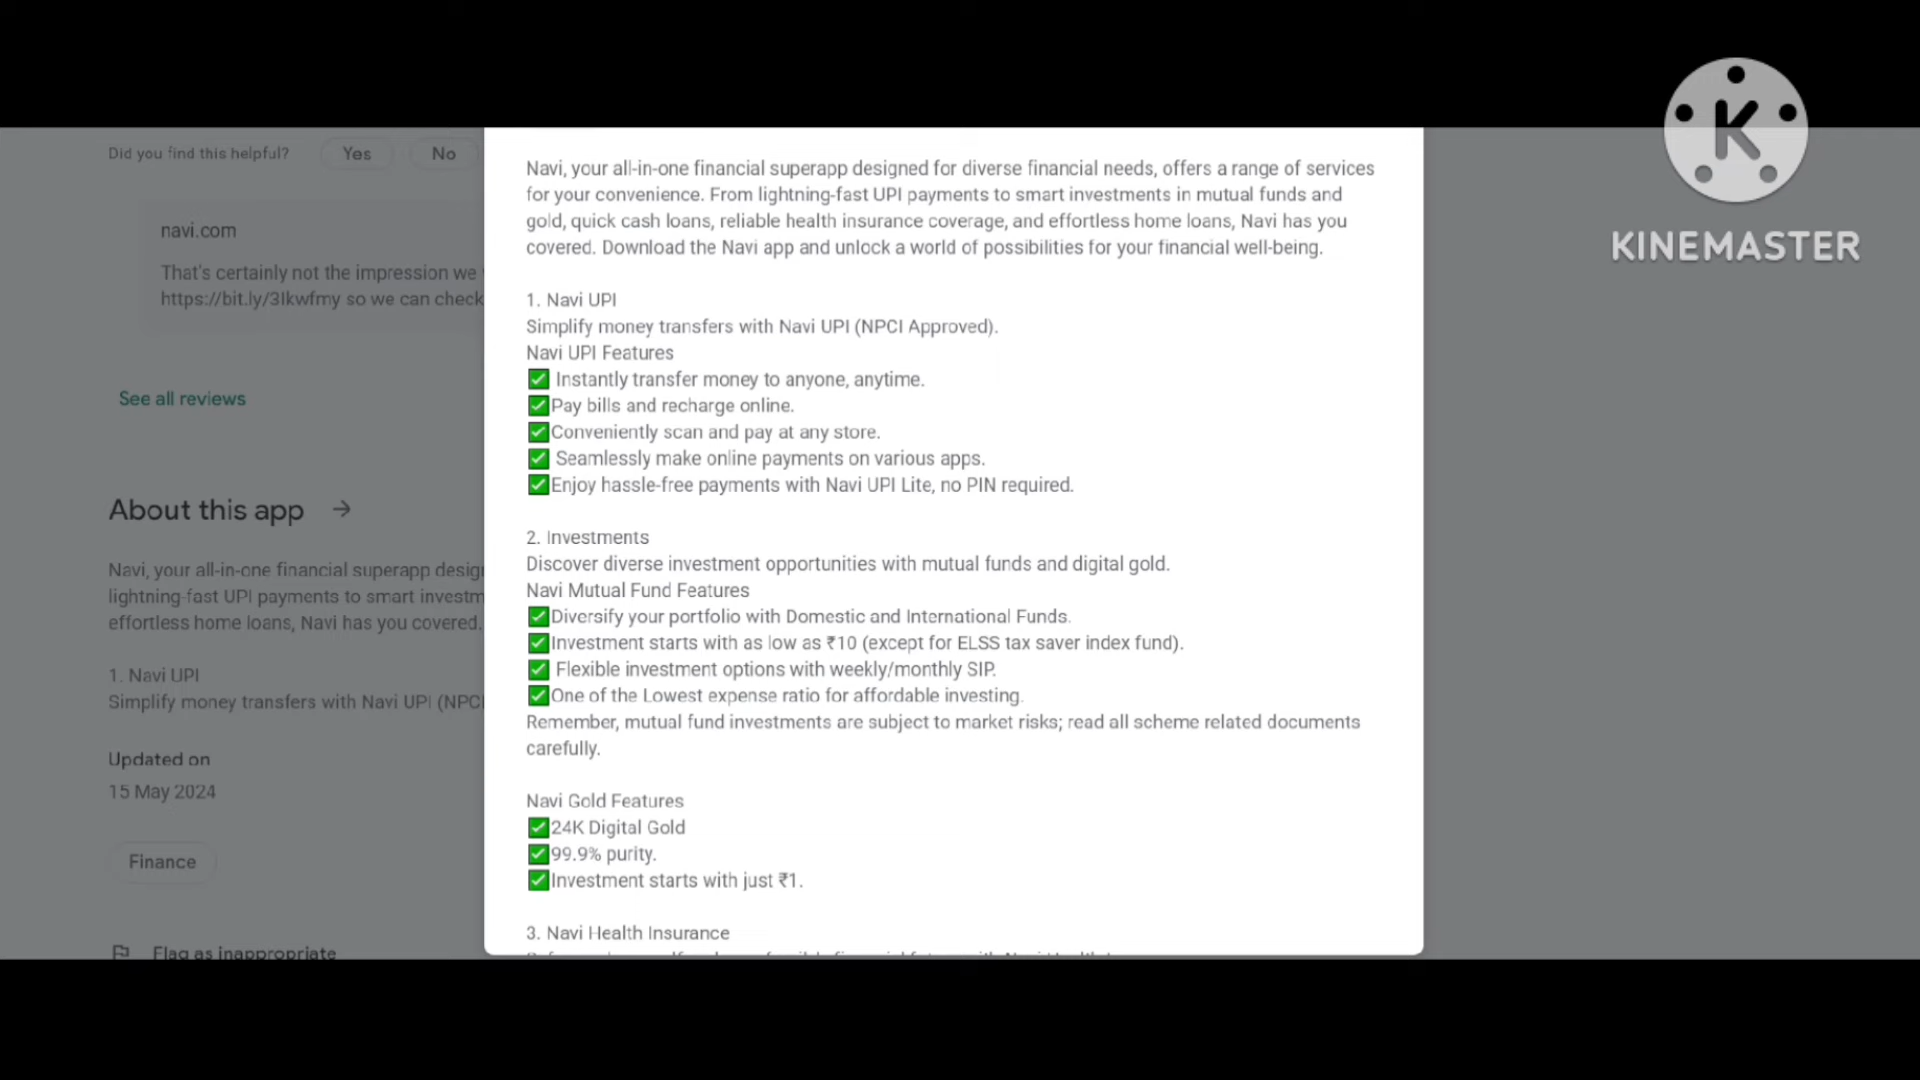 Did you find this helpful? Yes No
navi.com
That's certainly not the impression we
https://bit.ly/3Ikwfmy so we can check
See all reviews
About this app →
Navi, your all-in-one financial superapp desig
lightning-fast UPI payments to smart investm
effortless home loans, Navi has you covered.
1. Navi UPI
Simplify money transfers with Navi UPI (NPCI
Updated on
15 May 2024
Finance
Flag as inappropriate
Navi, your all-in-one financial superapp designed for diverse financial needs, offers a range of services
for your convenience. From lightning-fast UPI payments to smart investments in mutual funds and
gold, quick cash loans, reliable health insurance coverage, and effortless home loans, Navi has you
covered. Download the Navi app and unlock a world of possibilities for your financial well-being.
1. Navi UPI
Simplify money transfers with Navi UPI (NPCI Approved).
Navi UPI Features
✅ Instantly transfer money to anyone, anytime.
✅Pay bills and recharge online.
✅Conveniently scan and pay at any store.
✅ Seamlessly make online payments on various apps.
✅Enjoy hassle-free payments with Navi UPI Lite, no PIN required.
2. Investments
Discover diverse investment opportunities with mutual funds and digital gold.
Navi Mutual Fund Features
✅Diversify your portfolio with Domestic and International Funds.
✅Investment starts with as low as ₹10 (except for ELSS tax saver index fund).
✅ Flexible investment options with weekly/monthly SIP.
✅One of the Lowest expense ratio for affordable investing.
Remember, mutual fund investments are subject to market risks; read all scheme related documents
carefully.
Navi Gold Features
✅24K Digital Gold
✅99.9% purity.
✅Investment starts with just ₹1.
3. Navi Health Insurance
K
KINEMASTER